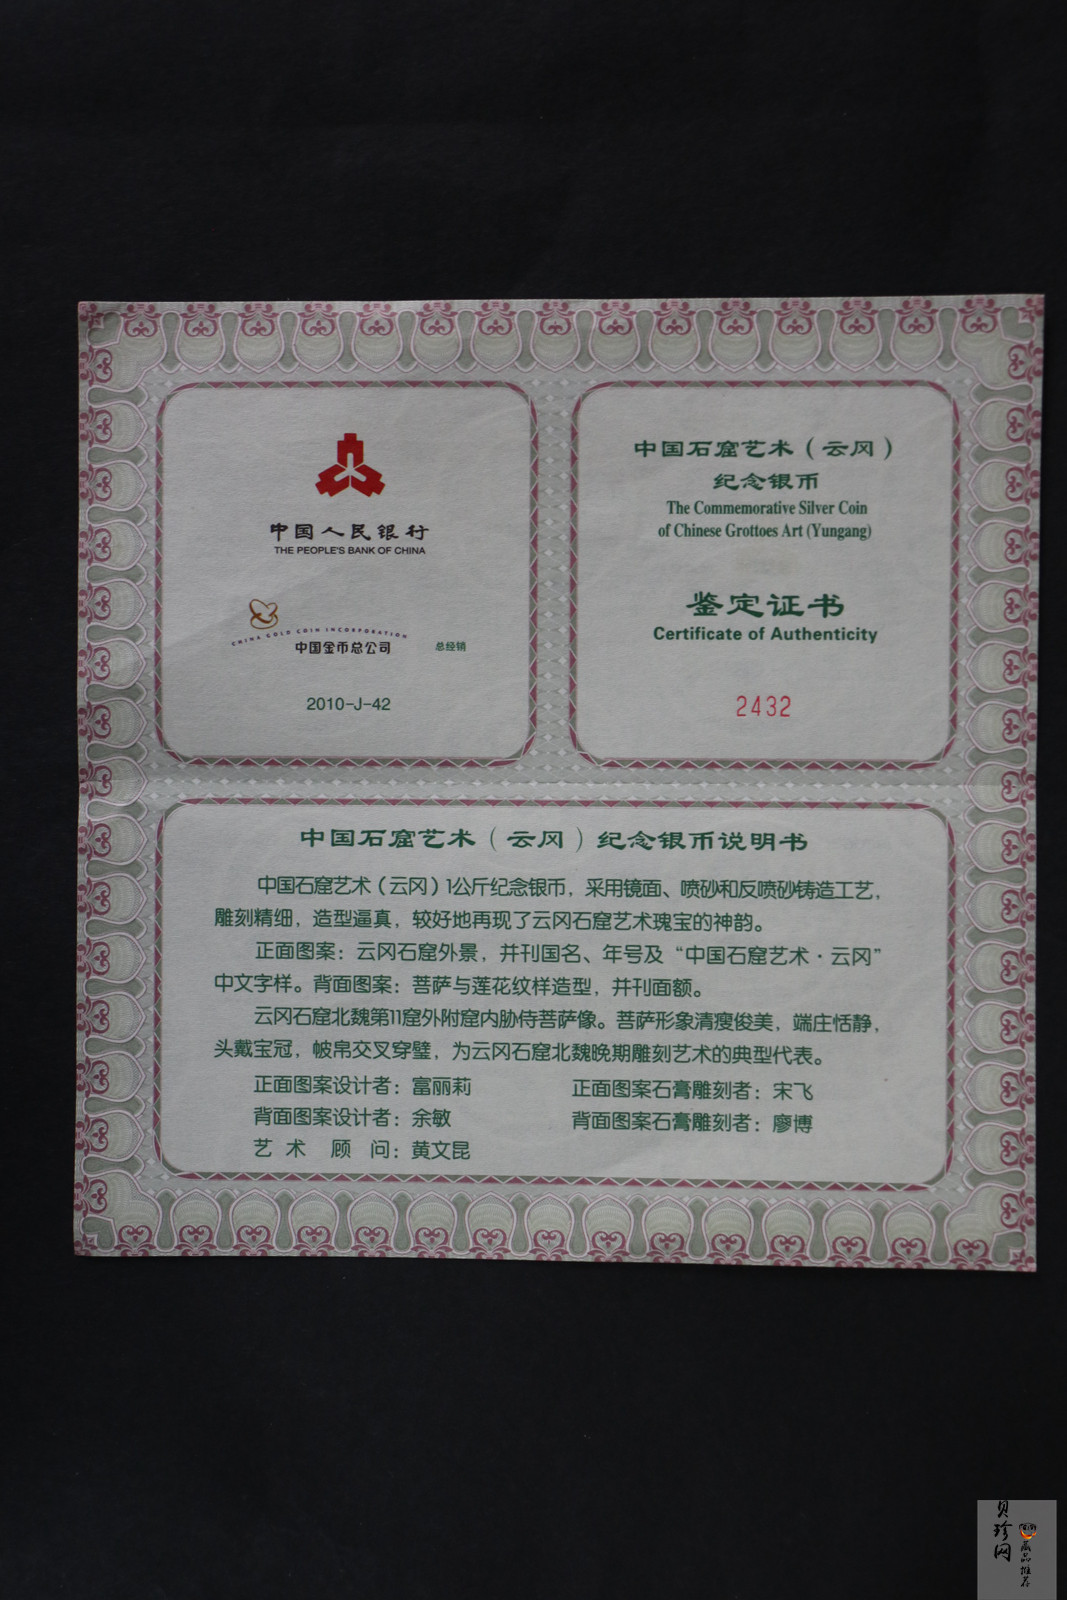 中国人民银行
THE PEOPLE'S BANK OF CHINA
CHINA GOLD COIN INCORPORATION
中国金币总公司 总经销
2010-J-42
中国石窟艺术（云冈）
纪念银币
The Commemorative Silver Coin
of Chinese Grottoes Art (Yungang)
鉴定证书
Certificate of Authenticity
2432
中国石窟艺术（云冈）纪念银币说明书
中国石窟艺术（云冈）1公斤纪念银币，采用镜面、喷砂和反喷砂铸造工艺，
雕刻精细，造型逼真，较好地再现了云冈石窟艺术瑰宝的神韵。
正面图案：云冈石窟外景，并刊国名、年号及“中国石窟艺术·云冈”
中文字样。背面图案：菩萨与莲花纹样造型，并刊面额。
云冈石窟北魏第11窟外附窟内胁侍菩萨像。菩萨形象清瘦俊美，端庄恬静，
头戴宝冠，帔帛交叉穿璧，为云冈石窟北魏晚期雕刻艺术的典型代表。
正面图案设计者：富丽莉 正面图案石膏雕刻者：宋飞
背面图案设计者：余敏 背面图案石膏雕刻者：廖博
艺术顾问：黄文昆
贝珍网
藏品推荐